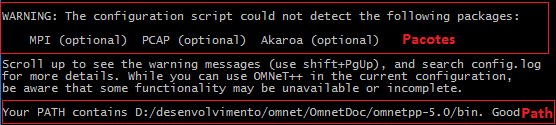 WARNING: The configuration script could not detect the following packages:
MPI (optional) PCAP (optional) Akaroa (optional) Pacotes
Scroll up to see the warning messages (use shift+PgUp), and search config.log
for more details. While you can use OMNeT++ in the current configuration,
be aware that some functionality may be unavailable or incomplete.
Your PATH contains D:/desenvolvimento/omnet/OmnetDoc/omnetpp-5.0/bin. Good Path